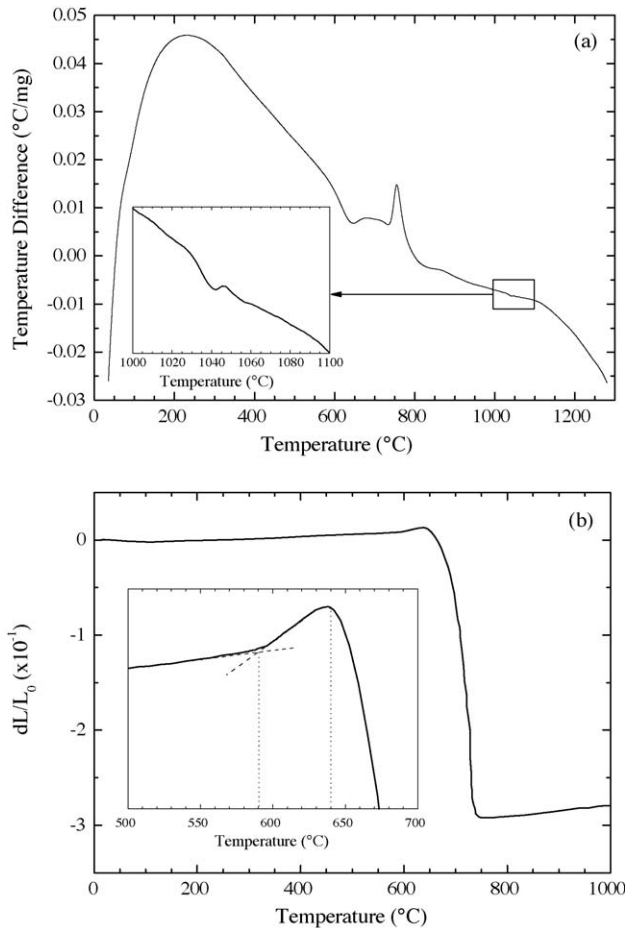 0.05
(a)
0.04
0.03
0.02
0.01
0.00
-0.01
-0.02
-0.03
Temperature Difference (°C/mg)
1000 1020 1040 1060 1080 1100
Temperature (°C)
0 200 400 600 800 1000 1200
Temperature (°C)
(b)
0
-1
-2
-3
dL/L0 (x10-1)
500 550 600 650 700
Temperature (°C)
0 200 400 600 800 1000
Temperature (°C)